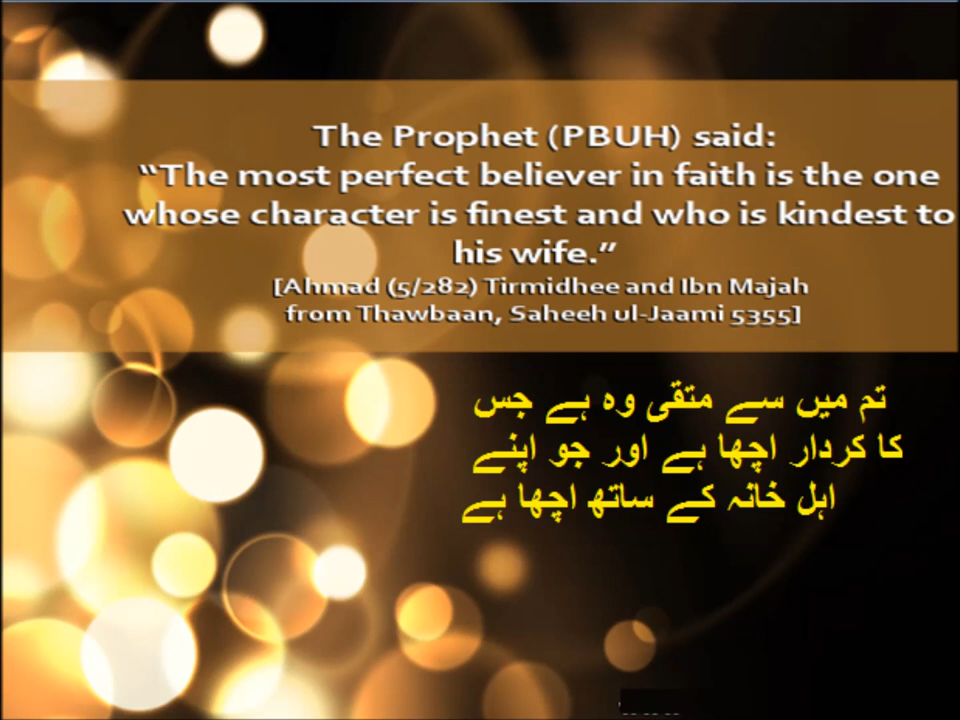 The Prophet (PBUH) said:
“The most perfect believer in faith is the one
whose character is finest and who is kindest to
his wife.”
[Ahmad (5/282) Tirmidhee and Ibn Majah
from Thawbaan, Saheeh ul-Jaami 5355]
تم میں سے متقی وہ ہے جس
کا کردار اچھا ہے اور جو اپنے
اہل خانہ کے ساتھ اچھا ہے